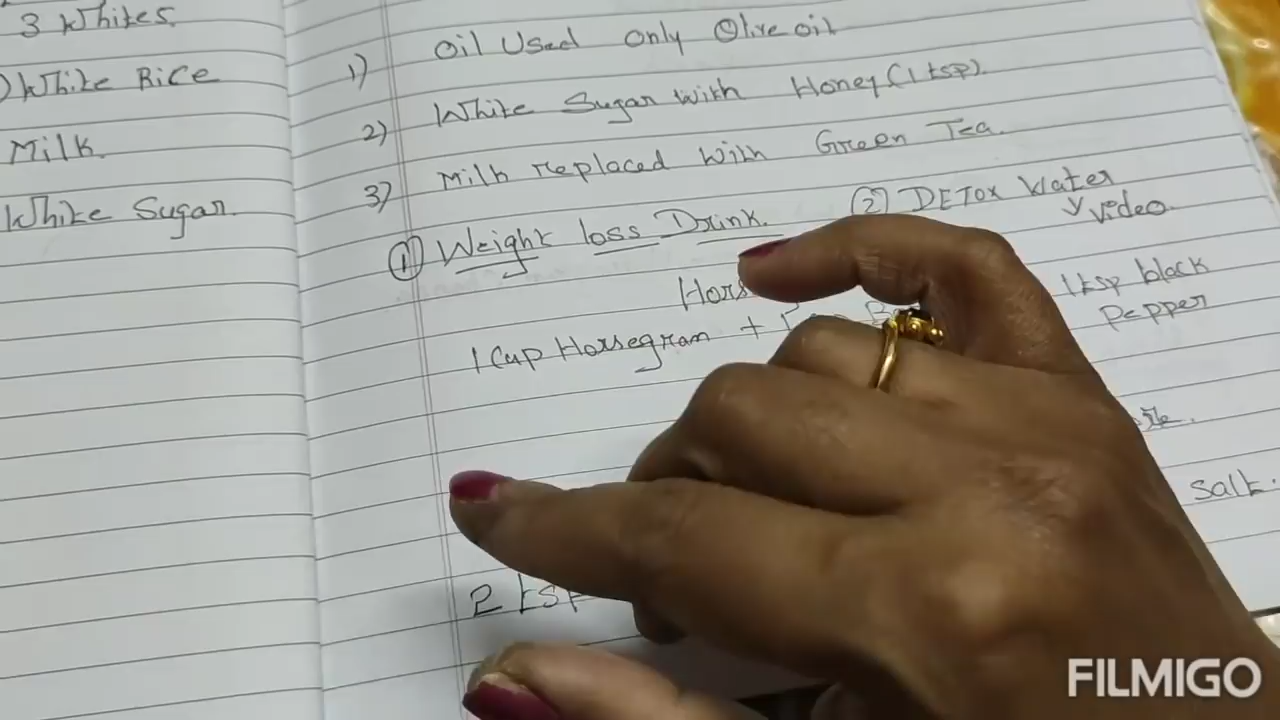 3 Whites
White Rice
Milk
White Sugar
1) Oil Used Only Olive oil
2) White Sugar with Honey (1 tsp)
3) Milk replaced with Green Tea
① Weight loss Drink.
② DETOX Water
Video
1 Cup Horsegram +
1 tsp black
Pepper
salt.
2 tsp
FILMIGO